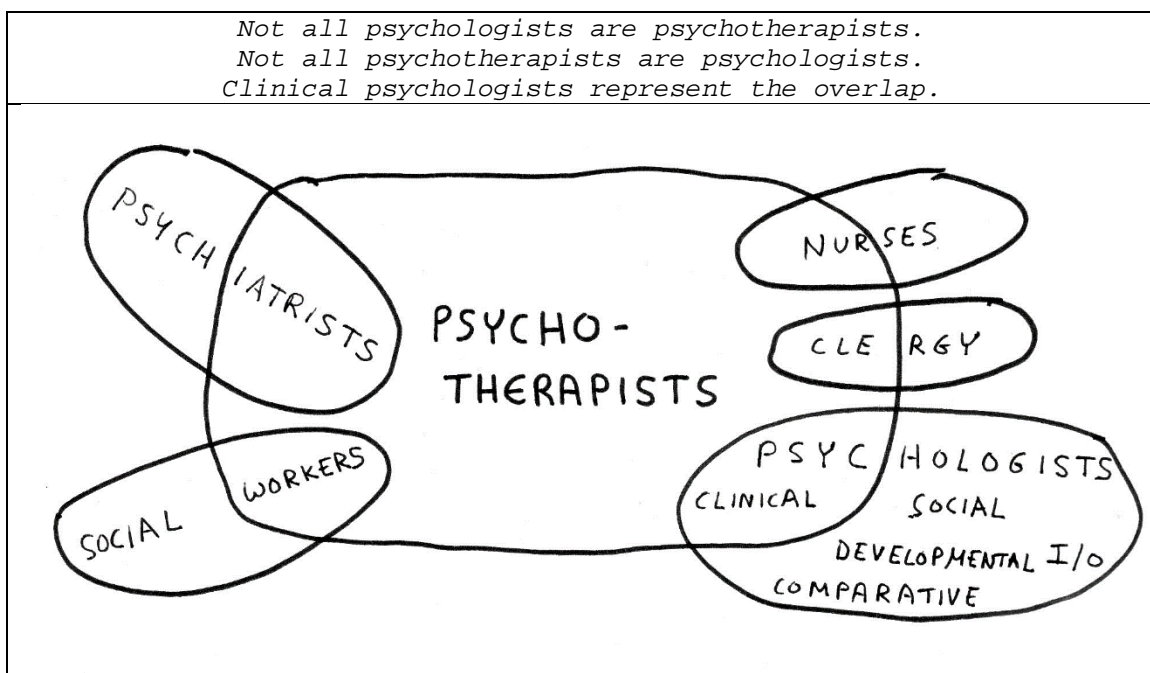 Not all psychologists are psychotherapists.
Not all psychotherapists are psychologists.
Clinical psychologists represent the overlap.
PSYCHIATRISTS
PSYCHO-
THERAPISTS
SOCIAL WORKERS
NURSES
CLERGY
PSYCHOLOGISTS
CLINICAL SOCIAL
DEVELOPMENTAL I/O
COMPARATIVE